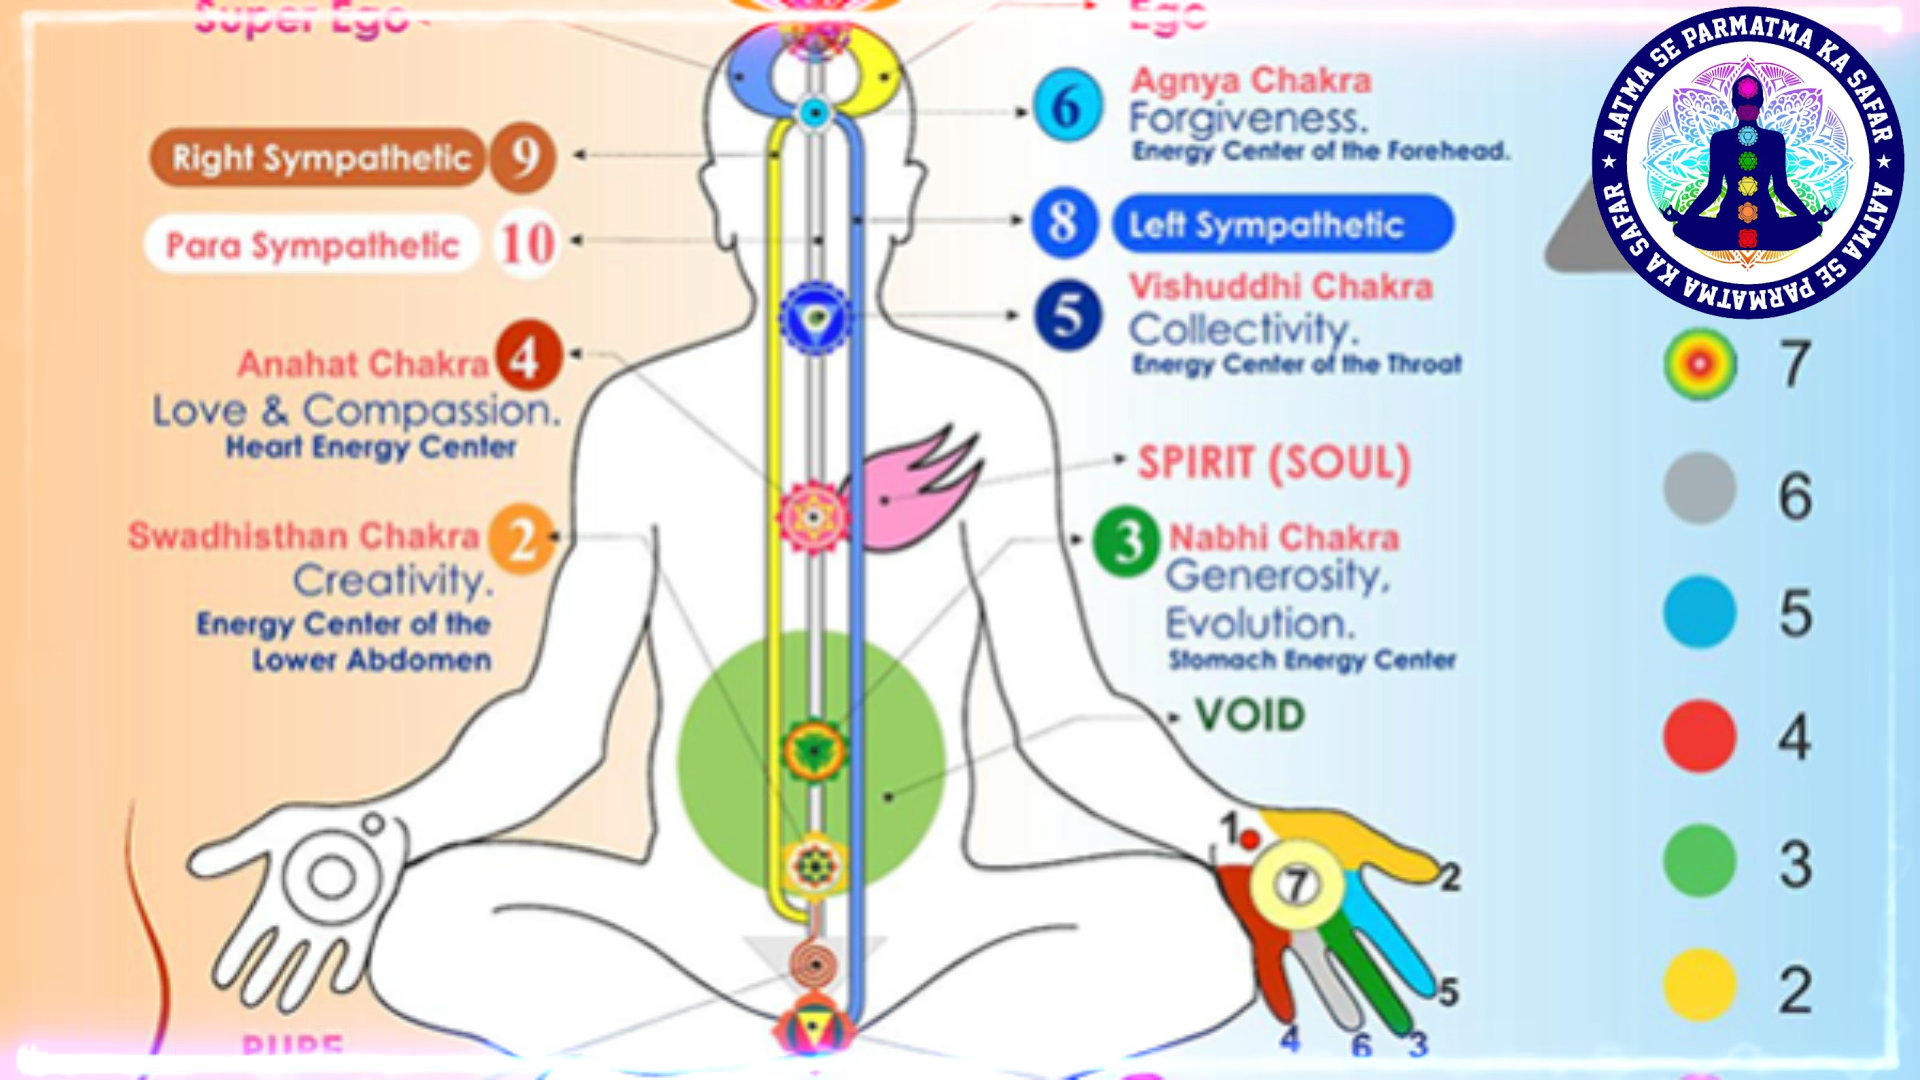 Super Ego
Ego
AATMA SE PARMATMA KA SAFAR
AATMA SE PARMATMA KA SAFAR
6
Agnya Chakra
Forgiveness.
Energy Center of the Forehead.
Right Sympathetic 9
8 Left Sympathetic
Para Sympathetic 10
5
Vishuddhi Chakra
Collectivity.
Energy Center of the Throat
Anahat Chakra 4
Love & Compassion.
Heart Energy Center
SPIRIT (SOUL)
Swadhisthan Chakra 2
Creativity.
Energy Center of the
Lower Abdomen
3 Nabhi Chakra
Generosity,
Evolution.
Stomach Energy Center
VOID
1
7
2
5
4
6
3
PURE
7
6
5
4
3
2